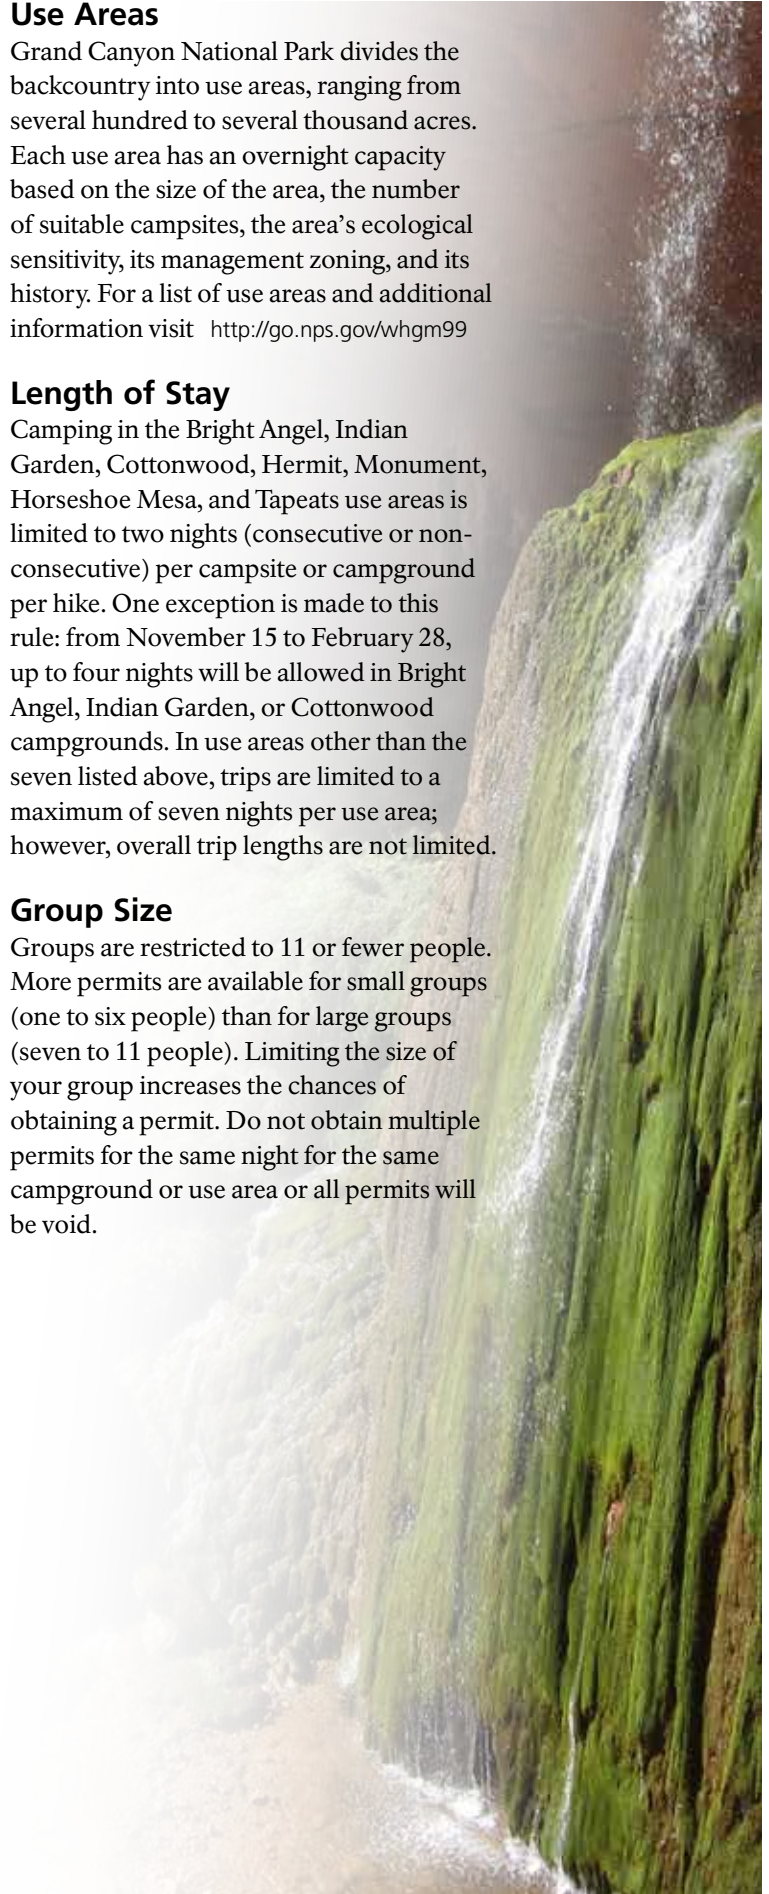 Use Areas
Grand Canyon National Park divides the
backcountry into use areas, ranging from
several hundred to several thousand acres.
Each use area has an overnight capacity
based on the size of the area, the number
of suitable campsites, the area’s ecological
sensitivity, its management zoning, and its
history. For a list of use areas and additional
information visit http://go.nps.gov/whgm99
Length of Stay
Camping in the Bright Angel, Indian
Garden, Cottonwood, Hermit, Monument,
Horseshoe Mesa, and Tapeats use areas is
limited to two nights (consecutive or non-
consecutive) per campsite or campground
per hike. One exception is made to this
rule: from November 15 to February 28,
up to four nights will be allowed in Bright
Angel, Indian Garden, or Cottonwood
campgrounds. In use areas other than the
seven listed above, trips are limited to a
maximum of seven nights per use area;
however, overall trip lengths are not limited.
Group Size
Groups are restricted to 11 or fewer people.
More permits are available for small groups
(one to six people) than for large groups
(seven to 11 people). Limiting the size of
your group increases the chances of
obtaining a permit. Do not obtain multiple
permits for the same night for the same
campground or use area or all permits will
be void.